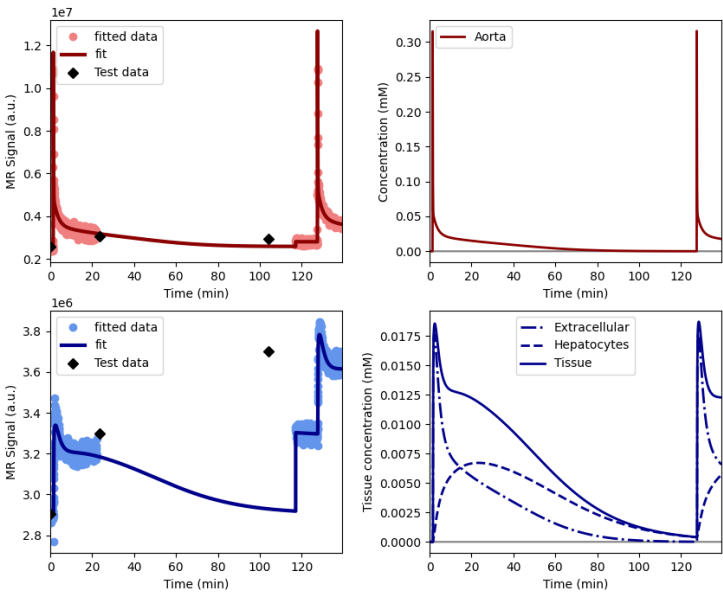 1e7
1.2
1.0
0.8
0.6
0.4
0.2
MR Signal (a.u.)
fitted data
fit
Test data
0 20 40 60 80 100 120
Time (min)
0.30
0.25
0.20
0.15
0.10
0.05
0.00
Concentration (mM)
Aorta
0 20 40 60 80 100 120
Time (min)
1e6
3.8
3.6
3.4
3.2
3.0
2.8
MR Signal (a.u.)
fitted data
fit
Test data
0 20 40 60 80 100 120
Time (min)
0.0175
0.0150
0.0125
0.0100
0.0075
0.0050
0.0025
0.0000
Tissue concentration (mM)
Extracellular
Hepatocytes
Tissue
0 20 40 60 80 100 120
Time (min)